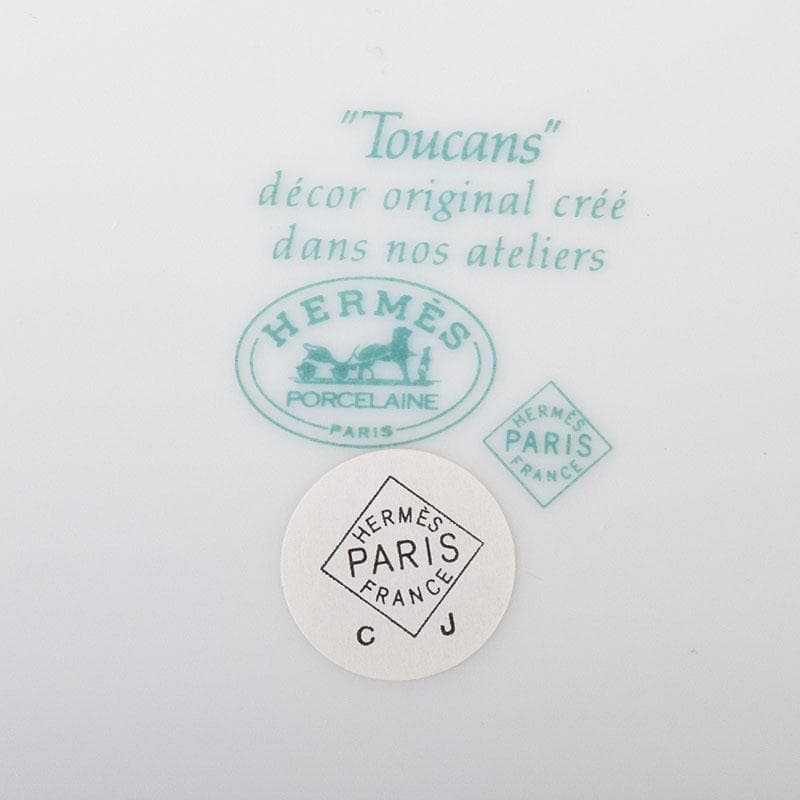 "Toucans"
décor original créé
dans nos ateliers
HERMÈS
PORCELAINE
PARIS
HERMÈS
PARIS
FRANCE
HERMÈS
PARIS
FRANCE
C J